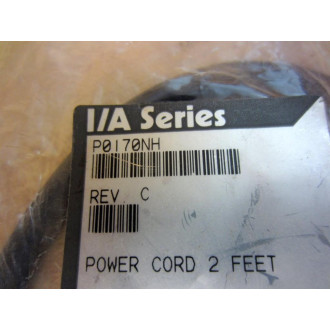 I/A Series
P0170NH
REV C
POWER CORD 2 FEET